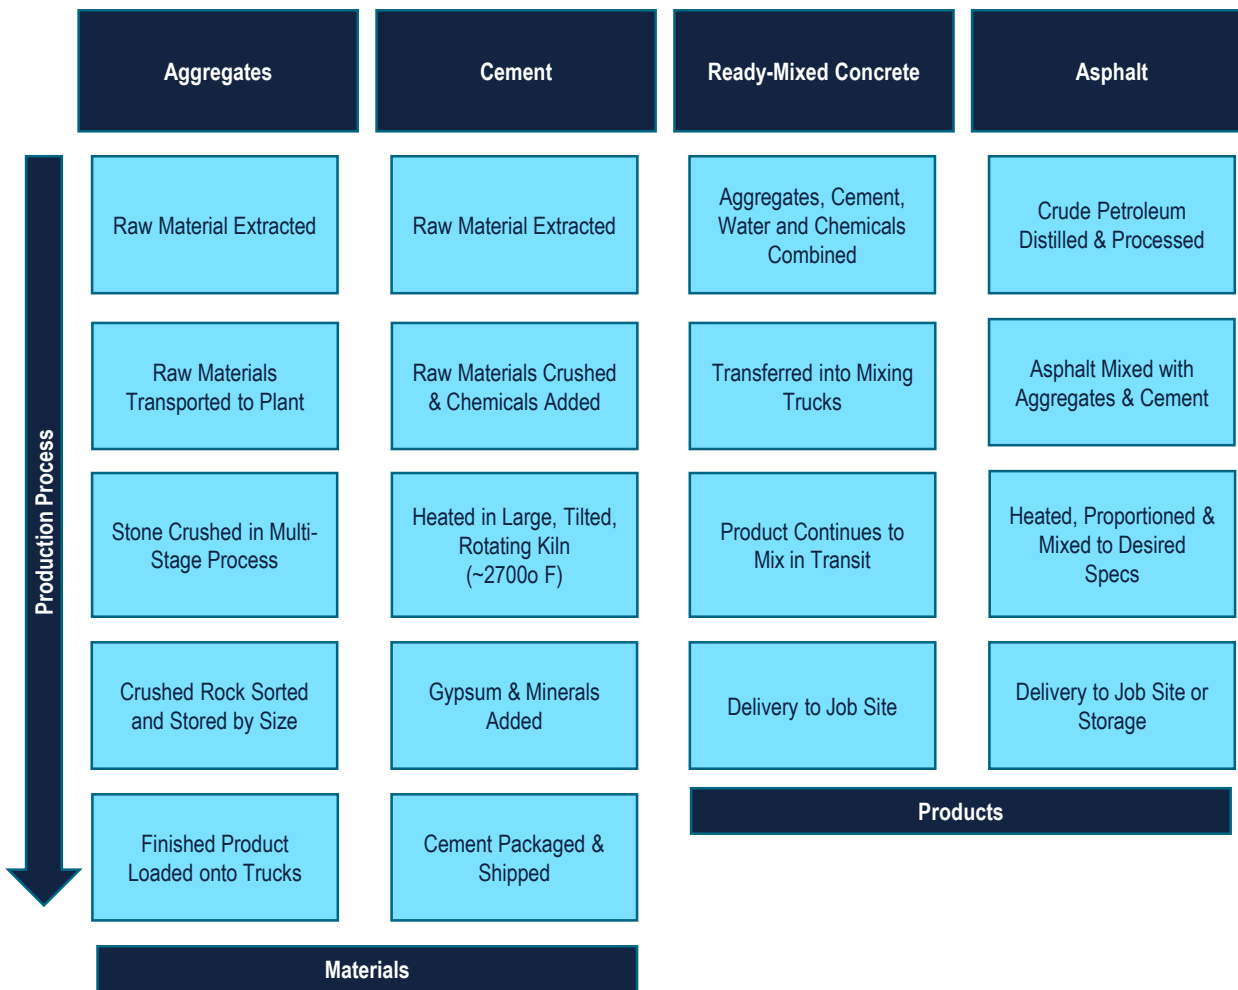 Aggregates
Cement
Ready-Mixed Concrete
Asphalt
Production Process
Raw Material Extracted
Raw Materials
Transported to Plant
Stone Crushed in Multi-
Stage Process
Crushed Rock Sorted
and Stored by Size
Finished Product
Loaded onto Trucks
Raw Material Extracted
Raw Materials Crushed
& Chemicals Added
Heated in Large, Tilted,
Rotating Kiln
(~2700o F)
Gypsum & Minerals
Added
Cement Packaged &
Shipped
Materials
Aggregates, Cement,
Water and Chemicals
Combined
Transferred into Mixing
Trucks
Product Continues to
Mix in Transit
Delivery to Job Site
Crude Petroleum
Distilled & Processed
Asphalt Mixed with
Aggregates & Cement
Heated, Proportioned &
Mixed to Desired
Specs
Delivery to Job Site or
Storage
Products